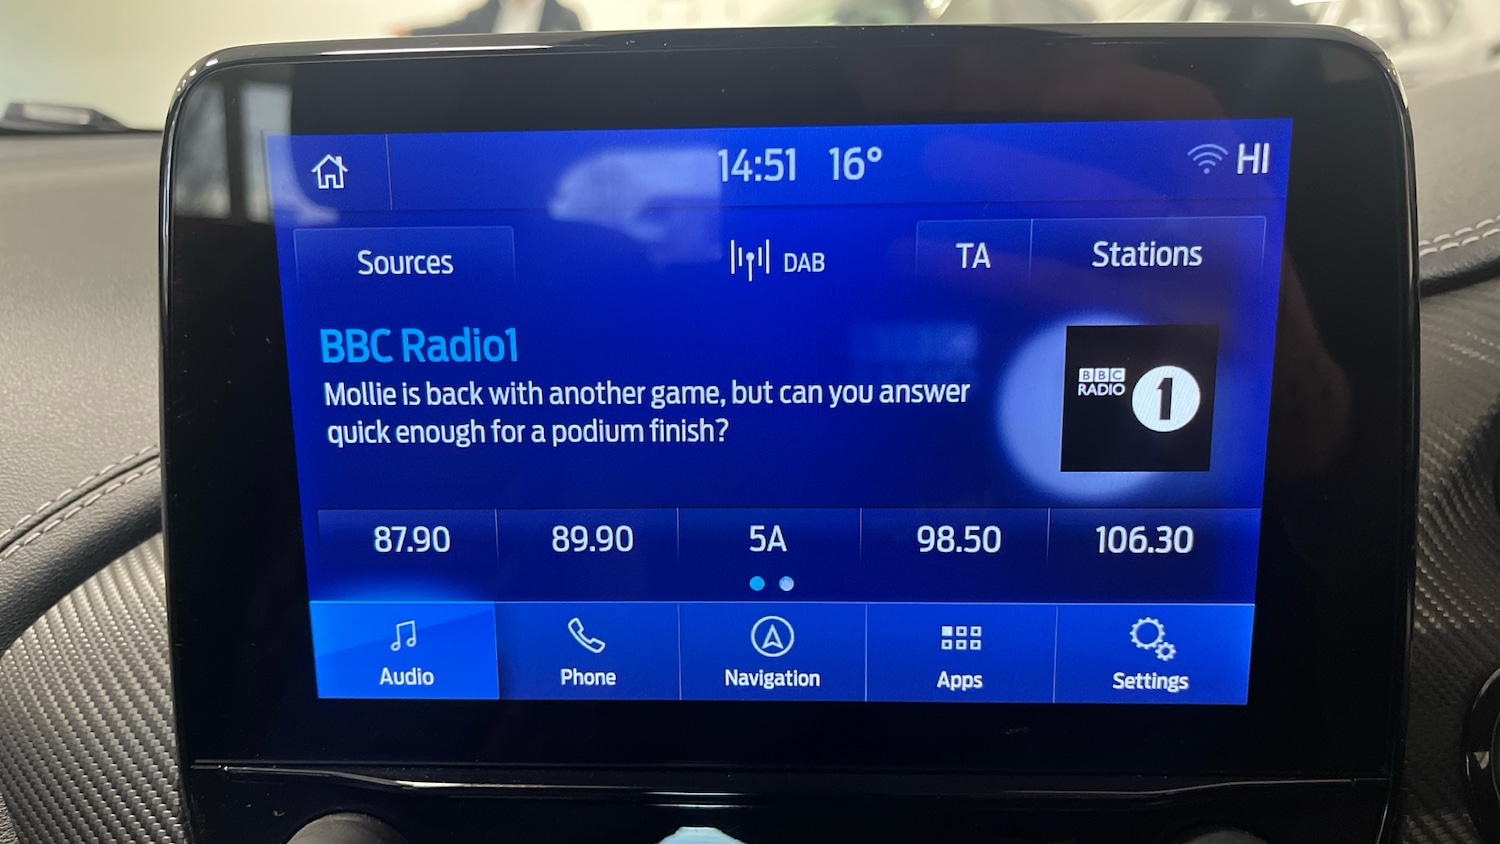 14:51 16° HI
Sources DAB TA Stations
BBC Radio1
Mollie is back with another game, but can you answer
quick enough for a podium finish?
BBC
RADIO 1
87.90 89.90 5A 98.50 106.30
Audio Phone Navigation Apps Settings